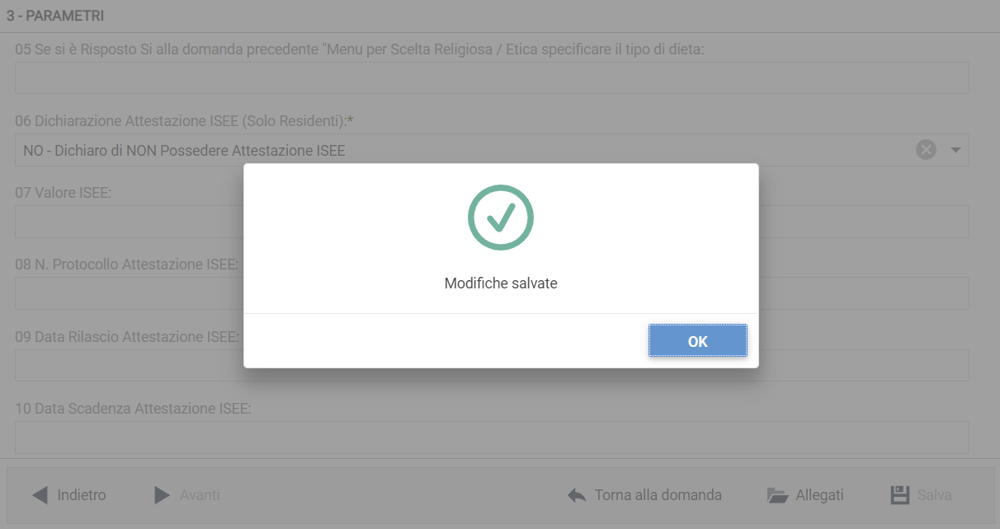 3 - PARAMETRI
05 Se si è Risposto Si alla domanda precedente "Menu per Scelta Religiosa / Etica specificare il tipo di dieta:
06 Dichiarazione Attestazione ISEE (Solo Residenti):*
NO - Dichiaro di NON Possedere Attestazione ISEE
07 Valore ISEE:
08 N. Protocollo Attestazione ISEE:
Modifiche salvate
09 Data Rilascio Attestazione ISEE:
OK
10 Data Scadenza Attestazione ISEE:
Indietro
Avanti
Torna alla domanda
Allegati
Salva